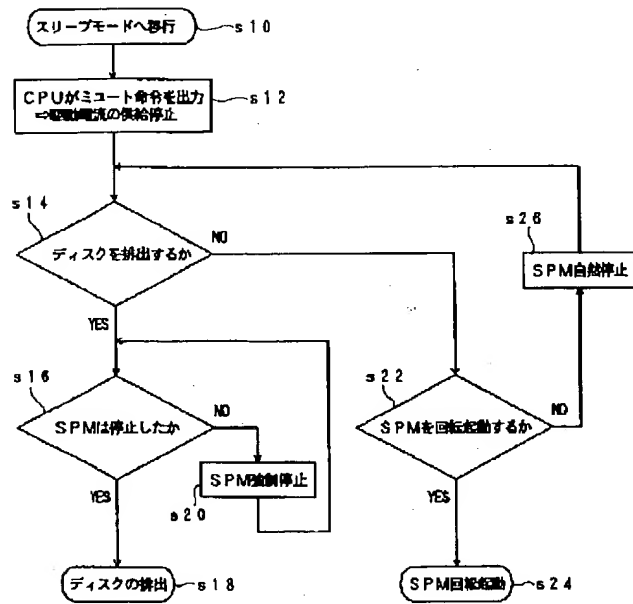 スリープモードへ移行
s10
CPUがミュート命令を出力
⇒駆動電流の供給停止
s12
s14
ディスクを排出するか
NO
YES
s26
SPM自然停止
s16
SPMは停止したか
NO
YES
s20
SPM強制停止
s22
SPMを回転起動するか
NO
YES
ディスクの排出
s18
SPM回転起動
s24